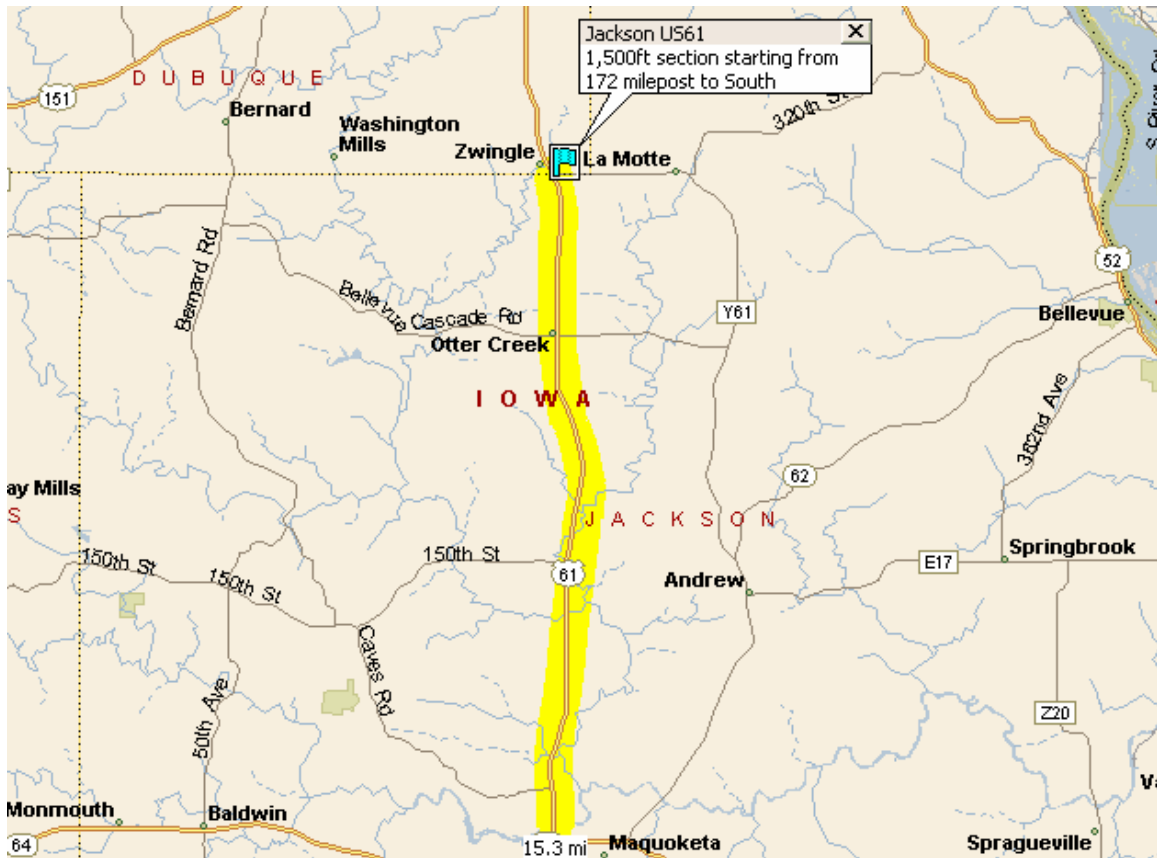 Jackson US61
1,500ft section starting from
172 milepost to South
DUBUQUE
151
Bernard
Washington
Mills
Zwingle
La Motte
320th St
52
Bellevue
Bernard Rd
Bellevue
Cascade Rd
Otter Creek
Y61
IOWA
362nd Ave
62
ay Mills
S
JACKSON
150th St
150th St
150th St
61
E17
Springbrook
Andrew
Caves Rd
50th Ave
Z20
Monmouth
Baldwin
64
15.3 mi
Maquoketa
Spragueville
Va